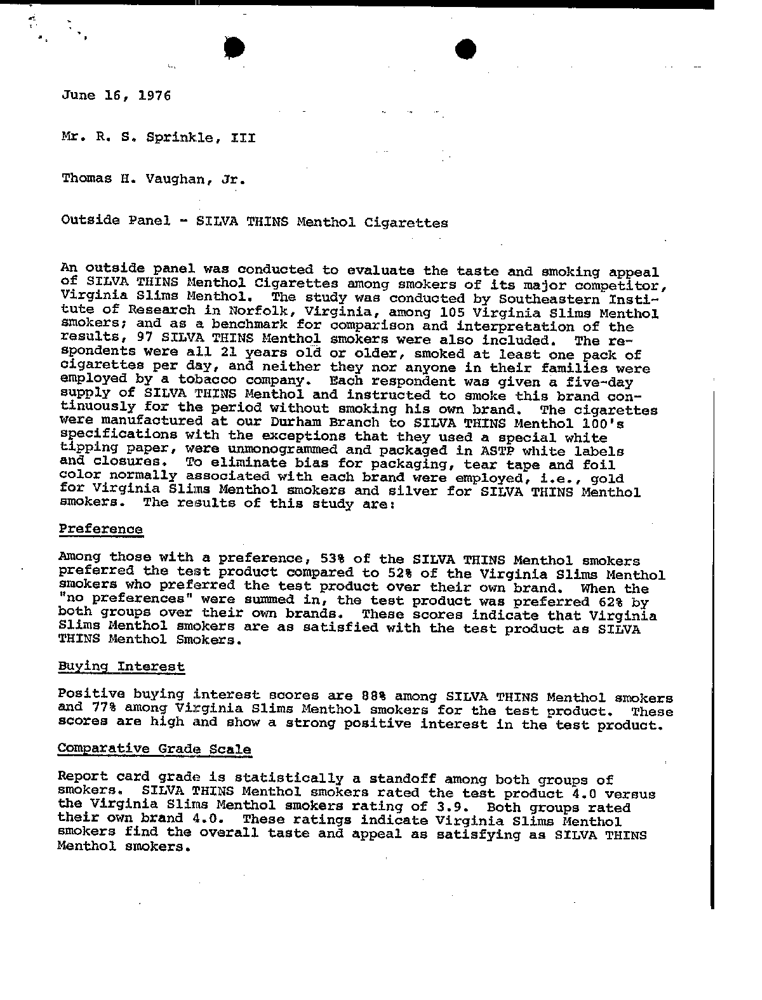 June 16, 1976
Mr. R. S. Sprinkle, III
Thomas H. Vaughan, Jr.
Outside Panel - SILVA THINS Menthol Cigarettes
An outside panel was conducted to evaluate the taste and smoking appeal
of SILVA THINS Menthol Cigarettes among smokers of its major competitor,
Virginia Slims Menthol. The study was conducted by Southeastern Insti-
tute of Research in Norfolk, Virginia, among 105 Virginia Slims Menthol
smokers; and as a benchmark for comparison and interpretation of the
results, 97 SILVA THINS Menthol smokers were also included. The re-
spondents were all 21 years old or older, smoked at least one pack of
cigarettes per day, and neither they nor anyone in their families were
employed by a tobacco company. Each respondent was given a five-day
supply of SILVA THINS Menthol and instructed to smoke this brand con-
tinuously for the period without smoking his own brand. The cigarettes
were manufactured at our Durham Branch to SILVA THINS Menthol 100's
specifications with the exceptions that they used a special white
tipping paper, were unmonogrammed and packaged in ASTP white labels
and closures. To eliminate bias for packaging, tear tape and foil
color normally associated with each brand were employed, i.e., gold
for Virginia Slims Menthol smokers and silver for SILVA THINS Menthol
smokers. The results of this study are:
Preference
Among those with a preference, 53% of the SILVA THINS Menthol smokers
preferred the test product compared to 52% of the Virginia Slims Menthol
smokers who preferred the test product over their own brand. When the
"no preferences" were summed in, the test product was preferred 62% by
both groups over their own brands. These scores indicate that Virginia
Slims Menthol smokers are as satisfied with the test product as SILVA
THINS Menthol Smokers.
Buying Interest
Positive buying interest scores are 88% among SILVA THINS Menthol smokers
and 77% among Virginia Slims Menthol smokers for the test product. These
scores are high and show a strong positive interest in the test product.
Comparative Grade Scale
Report card grade is statistically a standoff among both groups of
smokers. SILVA THINS Menthol smokers rated the test product 4.0 versus
the Virginia Slims Menthol smokers rating of 3.9. Both groups rated
their own brand 4.0. These ratings indicate Virginia Slims Menthol
smokers find the overall taste and appeal as satisfying as SILVA THINS
Menthol smokers.